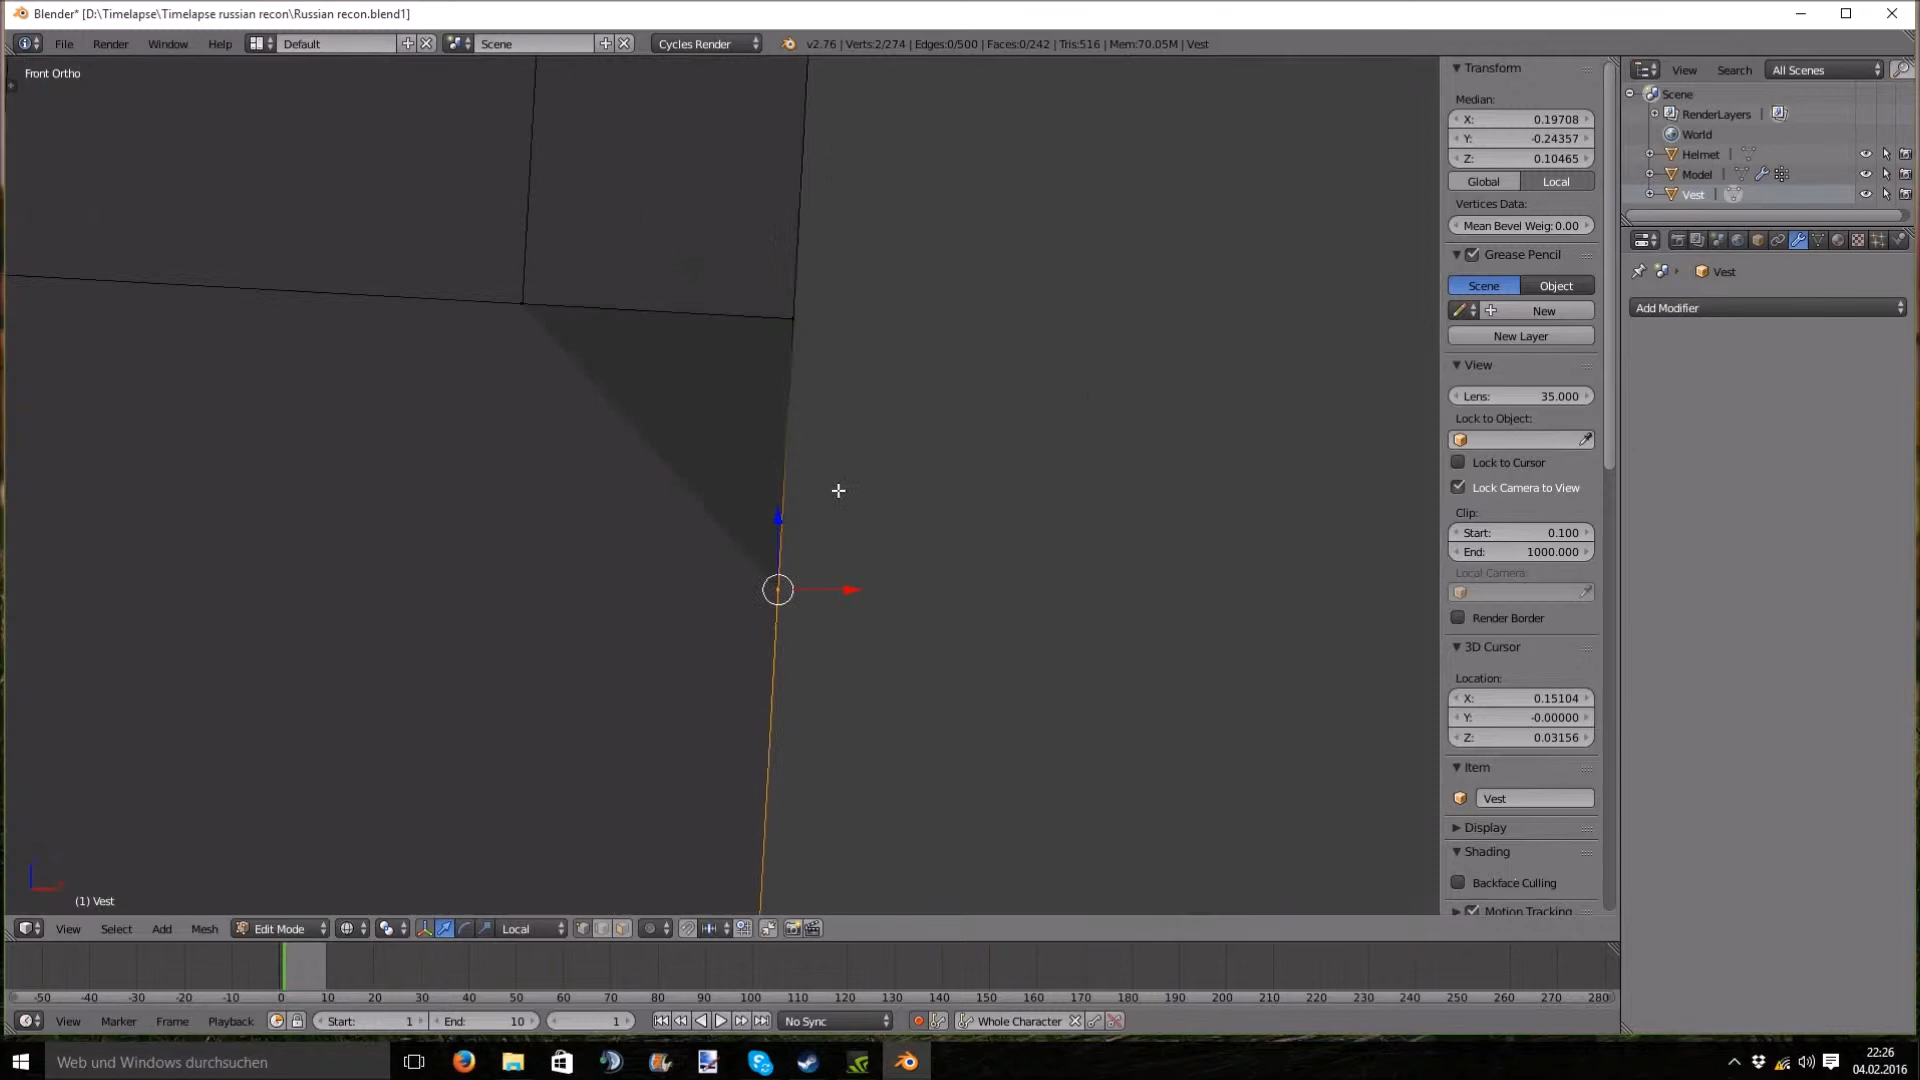 Blender* [D:\Timelapse\Timelapse russian recon\Russian recon.blend1]
File Render Window Help Default Scene Cycles Render v2.76 | Verts:2/274 | Edges:0/500 | Faces:0/242 | Tris:516 | Mem:70.05M | Vest
Front Ortho
(1) Vest
Transform
Median:
X: 0.19708
Y: -0.24357
Z: 0.10465
Global Local
Vertices Data:
Mean Bevel Weig: 0.00
Grease Pencil
Scene Object
New
New Layer
View
Lens: 35.000
Lock to Object:
Lock to Cursor
Lock Camera to View
Clip:
Start: 0.100
End: 1000.000
Local Camera:
Render Border
3D Cursor
Location:
X: 0.15104
Y: -0.00000
Z: 0.03156
Item
Vest
Display
Shading
Backface Culling
Motion Tracking
View Search All Scenes
Scene
RenderLayers
World
Helmet
Model
Vest
Vest
Add Modifier
View Select Add Mesh Edit Mode Local
-50 -40 -30 -20 -10 0 10 20 30 40 50 60 70 80 90 100 110 120 130 140 150 160 170 180 190 200 210 220 230 240 250 260 270 280
View Marker Frame Playback Start: 1 End: 10 1 No Sync Whole Character
Web und Windows durchsuchen
22:26
04.02.2016